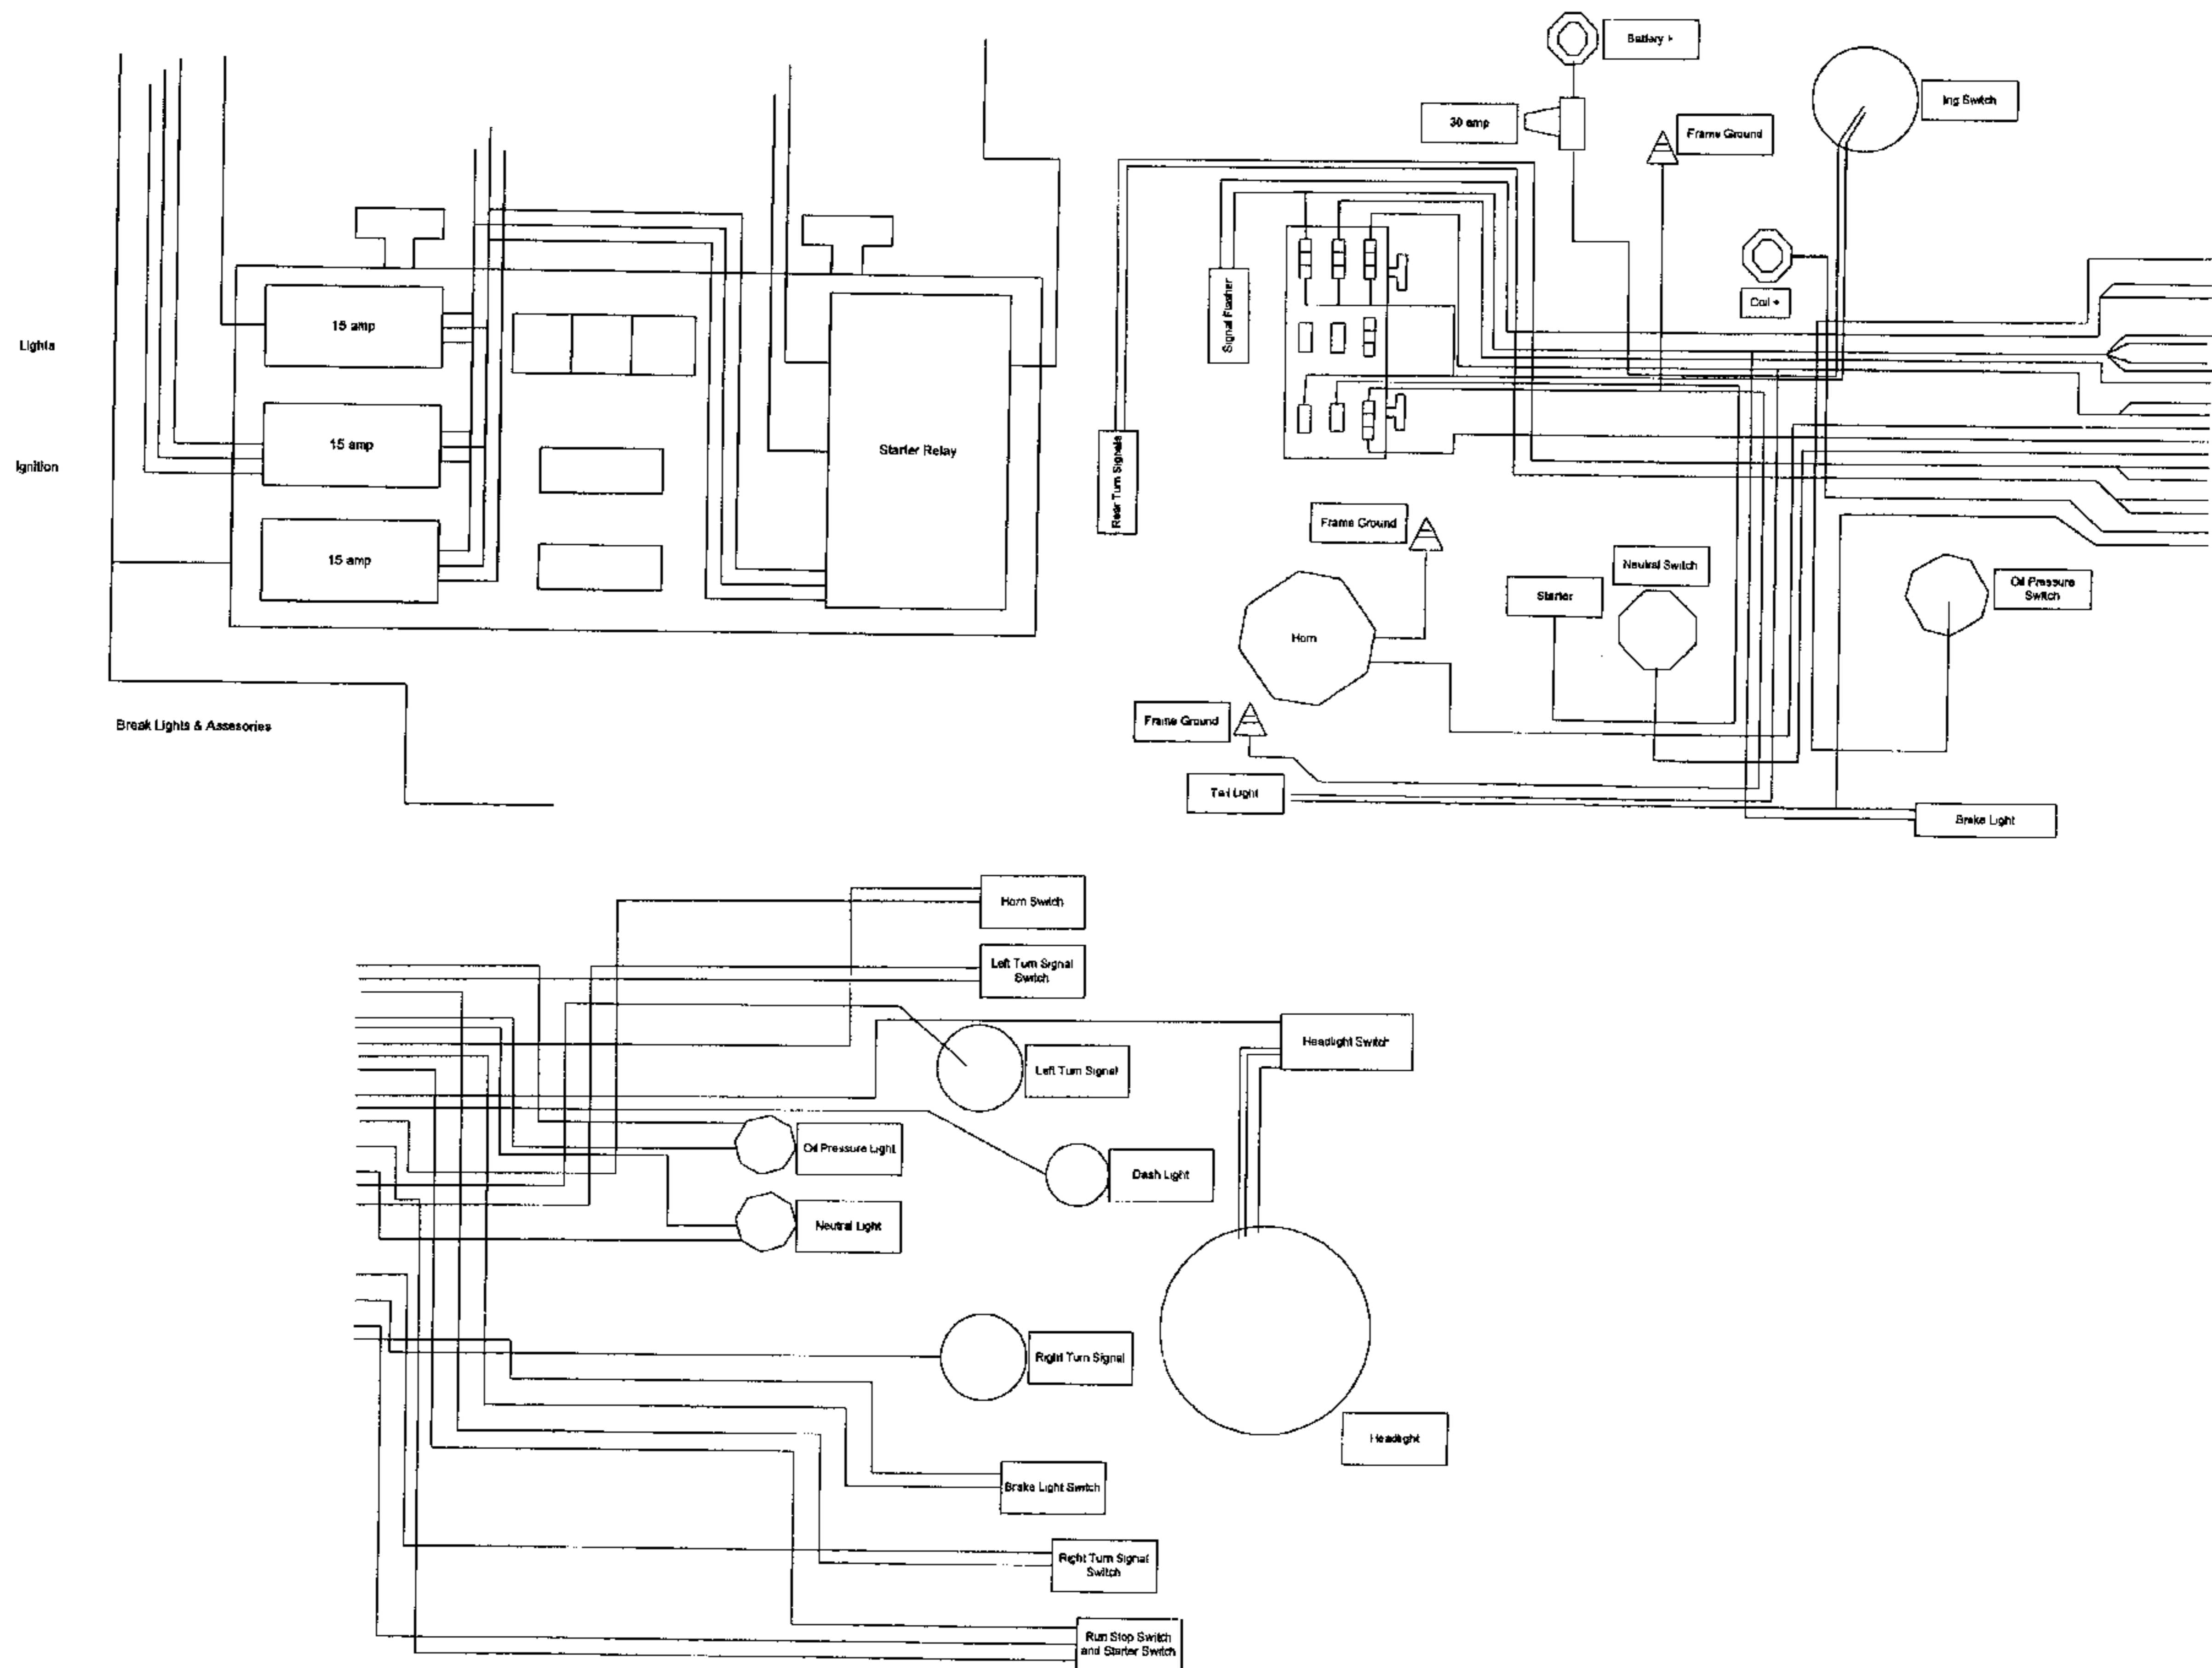 Lights
Ignition
15 amp
15 amp
15 amp
Starter Relay
Break Lights & Assesories
Battery +
30 amp
Frame Ground
Ing Switch
Signal Flasher
Coil +
Rear Turn Signals
Frame Ground
Horn
Starter
Neutral Switch
Oil Pressure
Switch
Frame Ground
Tail Light
Brake Light
Horn Switch
Left Turn Signal
Switch
Headlight Switch
Left Turn Signal
Oil Pressure Light
Dash Light
Neutral Light
Right Turn Signal
Headlight
Brake Light Switch
Right Turn Signal
Switch
Run Stop Switch
and Starter Switch